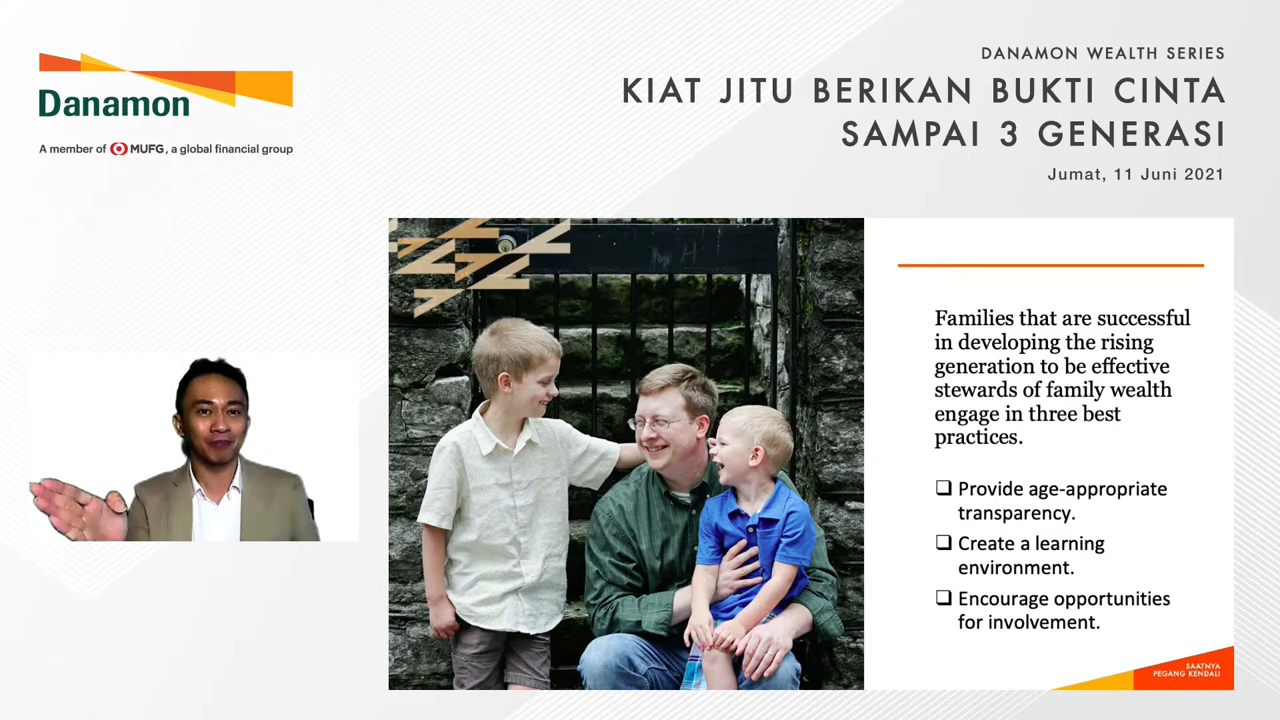 Danamon
A member of MUFG, a global financial group
DANAMON WEALTH SERIES
KIAT JITU BERIKAN BUKTI CINTA
SAMPAI 3 GENERASI
Jumat, 11 Juni 2021
Families that are successful
in developing the rising
generation to be effective
stewards of family wealth
engage in three best
practices.
❑ Provide age-appropriate
transparency.
❑ Create a learning
environment.
❑ Encourage opportunities
for involvement.
SAATNYA
PEGANG KENDALI